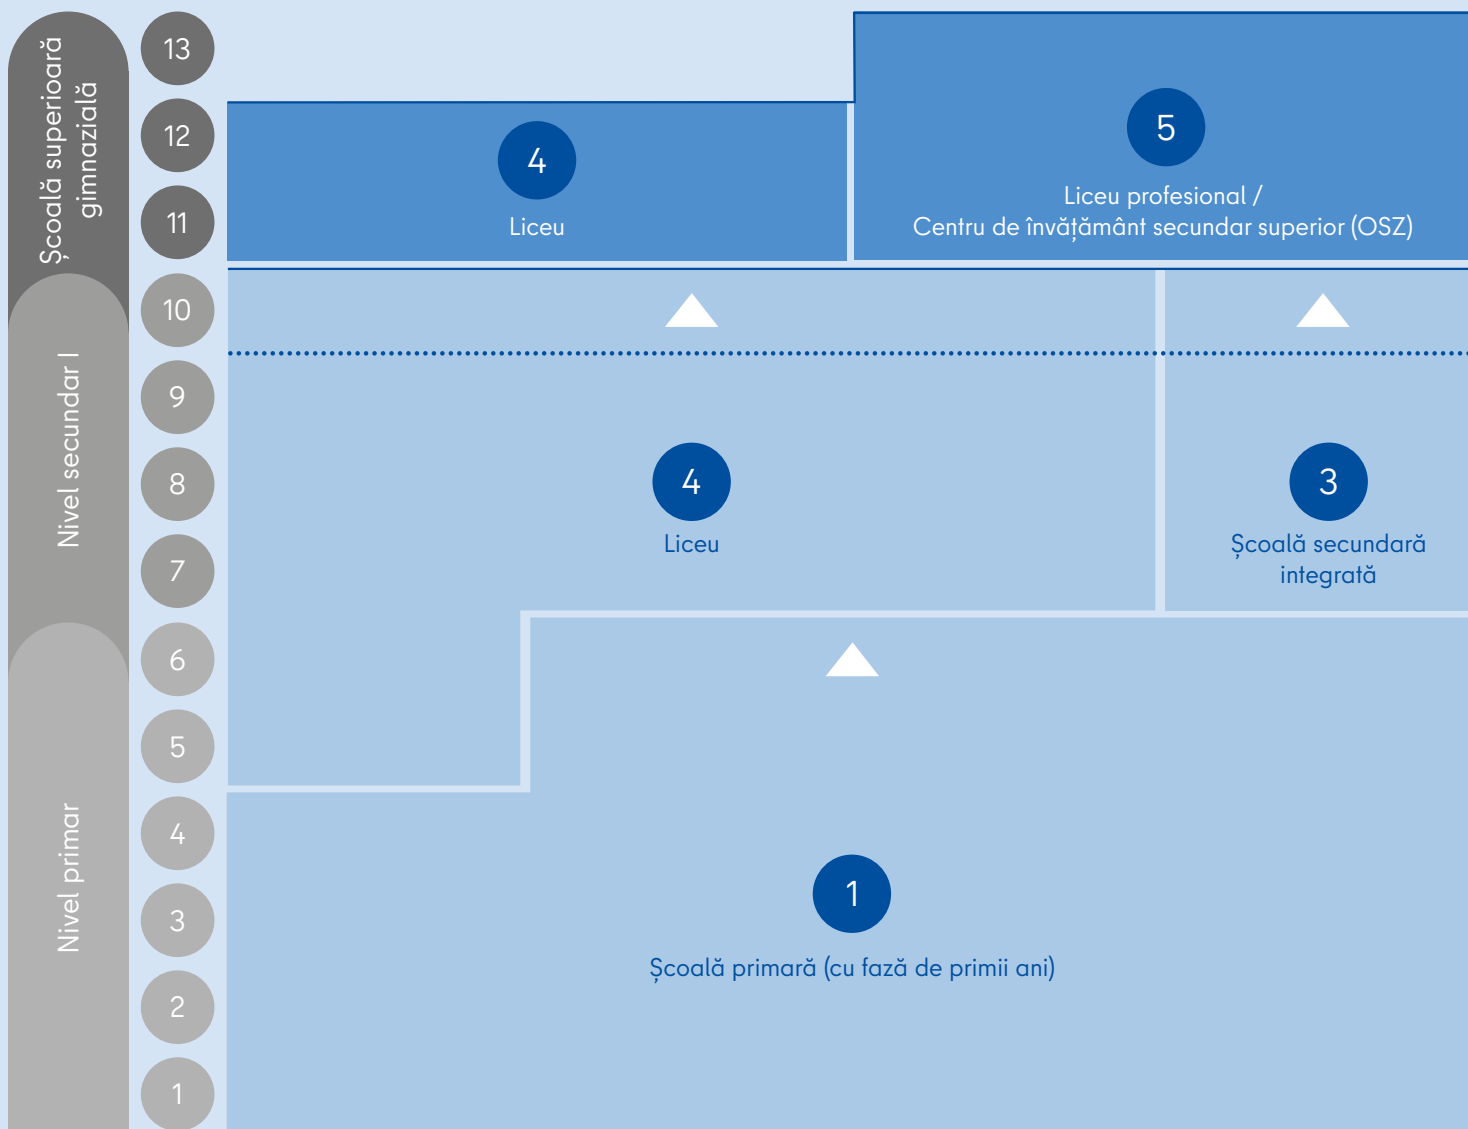 Școală superioară
gimnazială
Nivel secundar I
Nivel primar
13
12
11
10
9
8
7
6
5
4
3
2
1
4
Liceu
5
Liceu profesional /
Centru de învățământ secundar superior (OSZ)
4
Liceu
3
Școală secundară
integrată
1
Școală primară (cu fază de primii ani)